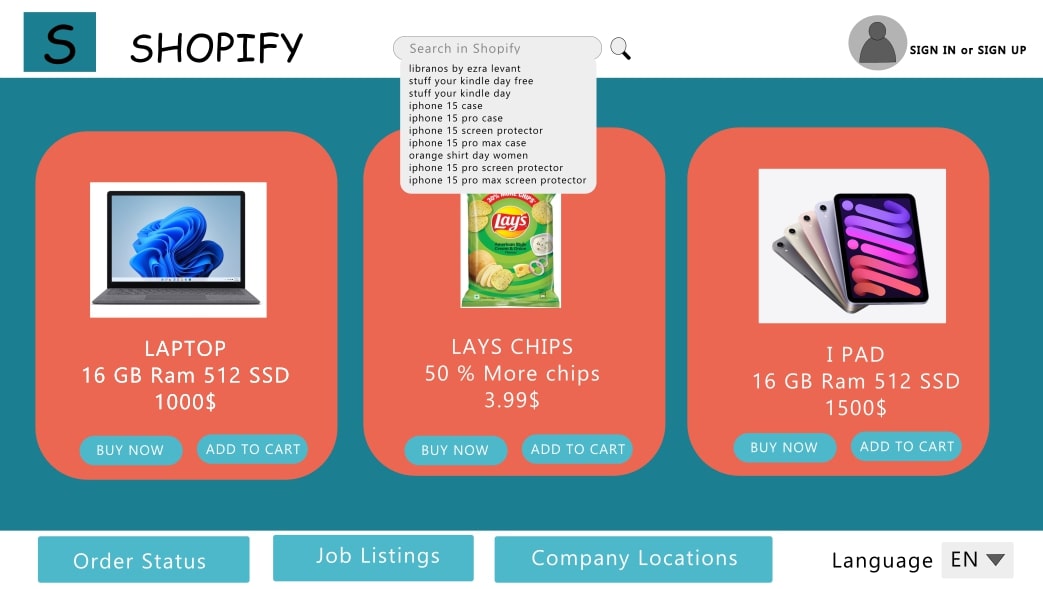 S
SHOPIFY
Search in Shopify
SIGN IN or SIGN UP
libranos by ezra levant
stuff your kindle day free
stuff your kindle day
iphone 15 case
iphone 15 pro case
iphone 15 screen protector
iphone 15 pro max case
orange shirt day women
iphone 15 pro screen protector
iphone 15 pro max screen protector
LAPTOP
16 GB Ram 512 SSD
1000$
BUY NOW
ADD TO CART
Lay's
American Style
Cream & Onion
LAYS CHIPS
50 % More chips
3.99$
BUY NOW
ADD TO CART
I PAD
16 GB Ram 512 SSD
1500$
BUY NOW
ADD TO CART
Order Status
Job Listings
Company Locations
Language
EN